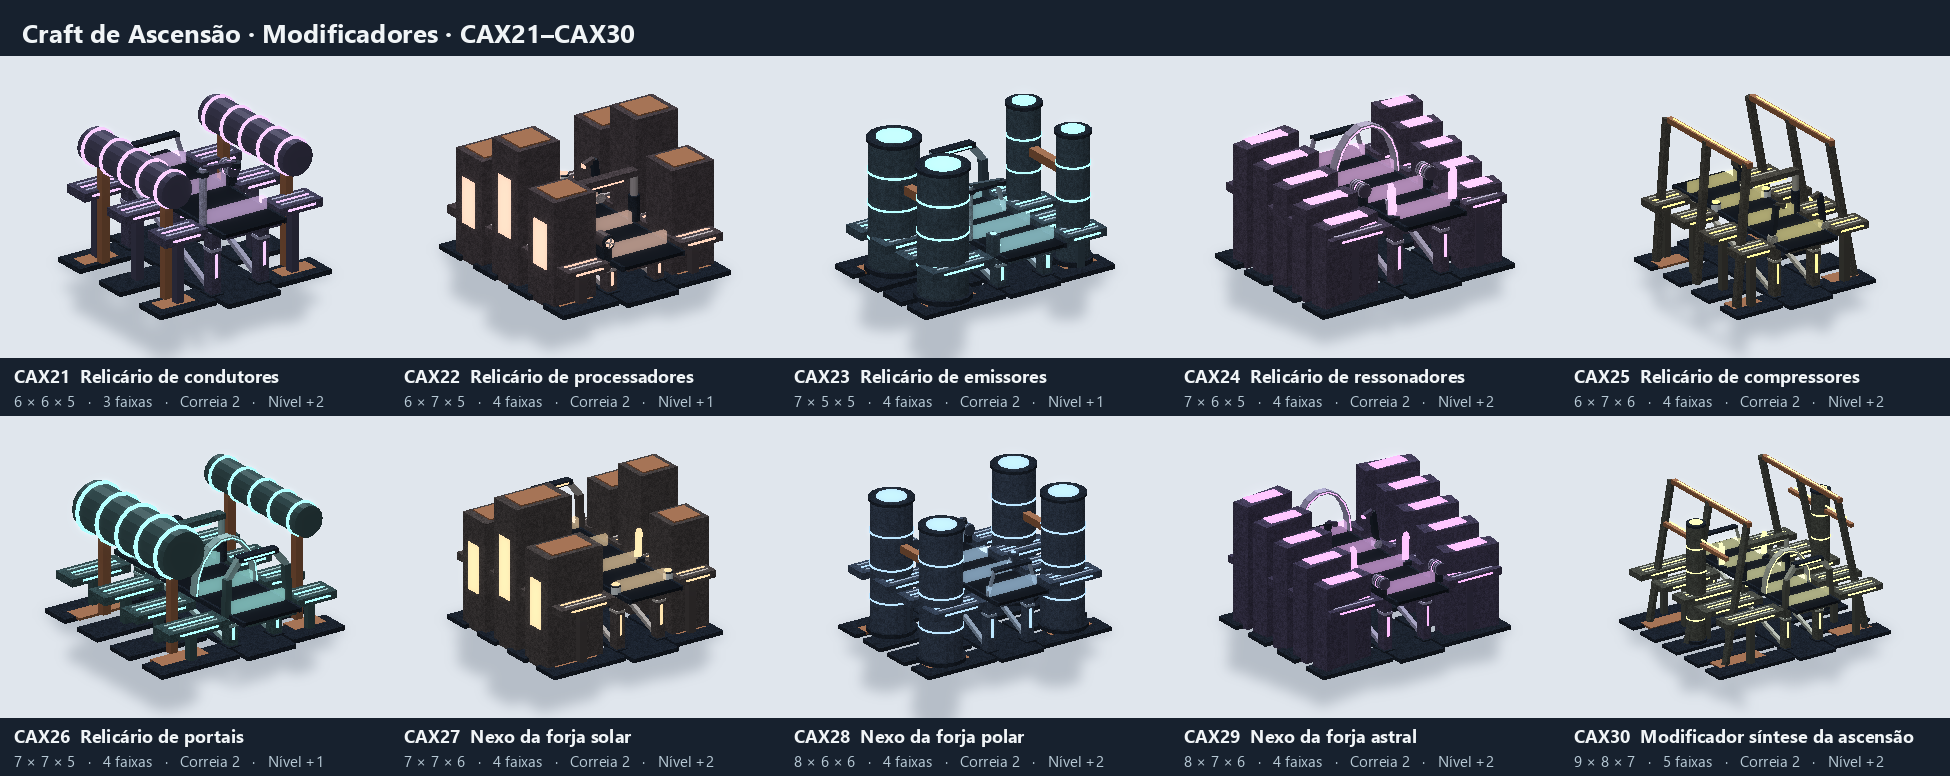 Craft de Ascensão · Modificadores · CAX21–CAX30
CAX21 Relicário de condutores
6 × 6 × 5 · 3 faixas · Correia 2 · Nível +2
CAX22 Relicário de processadores
6 × 7 × 5 · 4 faixas · Correia 2 · Nível +1
CAX23 Relicário de emissores
7 × 5 × 5 · 4 faixas · Correia 2 · Nível +1
CAX24 Relicário de ressonadores
7 × 6 × 5 · 4 faixas · Correia 2 · Nível +2
CAX25 Relicário de compressores
6 × 7 × 6 · 4 faixas · Correia 2 · Nível +2
CAX26 Relicário de portais
7 × 7 × 5 · 4 faixas · Correia 2 · Nível +1
CAX27 Nexo da forja solar
7 × 7 × 6 · 4 faixas · Correia 2 · Nível +2
CAX28 Nexo da forja polar
8 × 6 × 6 · 4 faixas · Correia 2 · Nível +2
CAX29 Nexo da forja astral
8 × 7 × 6 · 4 faixas · Correia 2 · Nível +2
CAX30 Modificador síntese da ascensão
9 × 8 × 7 · 5 faixas · Correia 2 · Nível +2